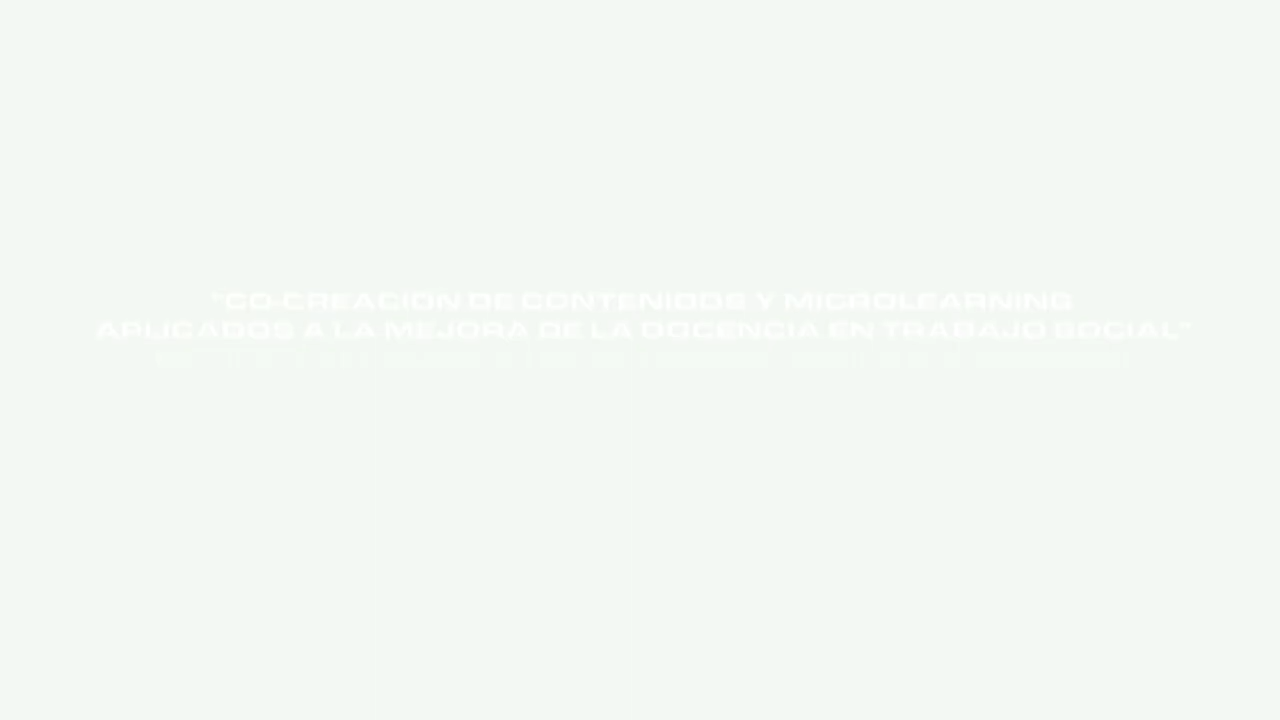 "CO-CREACIÓN DE CONTENIDOS Y MICROLEARNING
APLICADOS A LA MEJORA DE LA DOCENCIA EN TRABAJO SOCIAL"